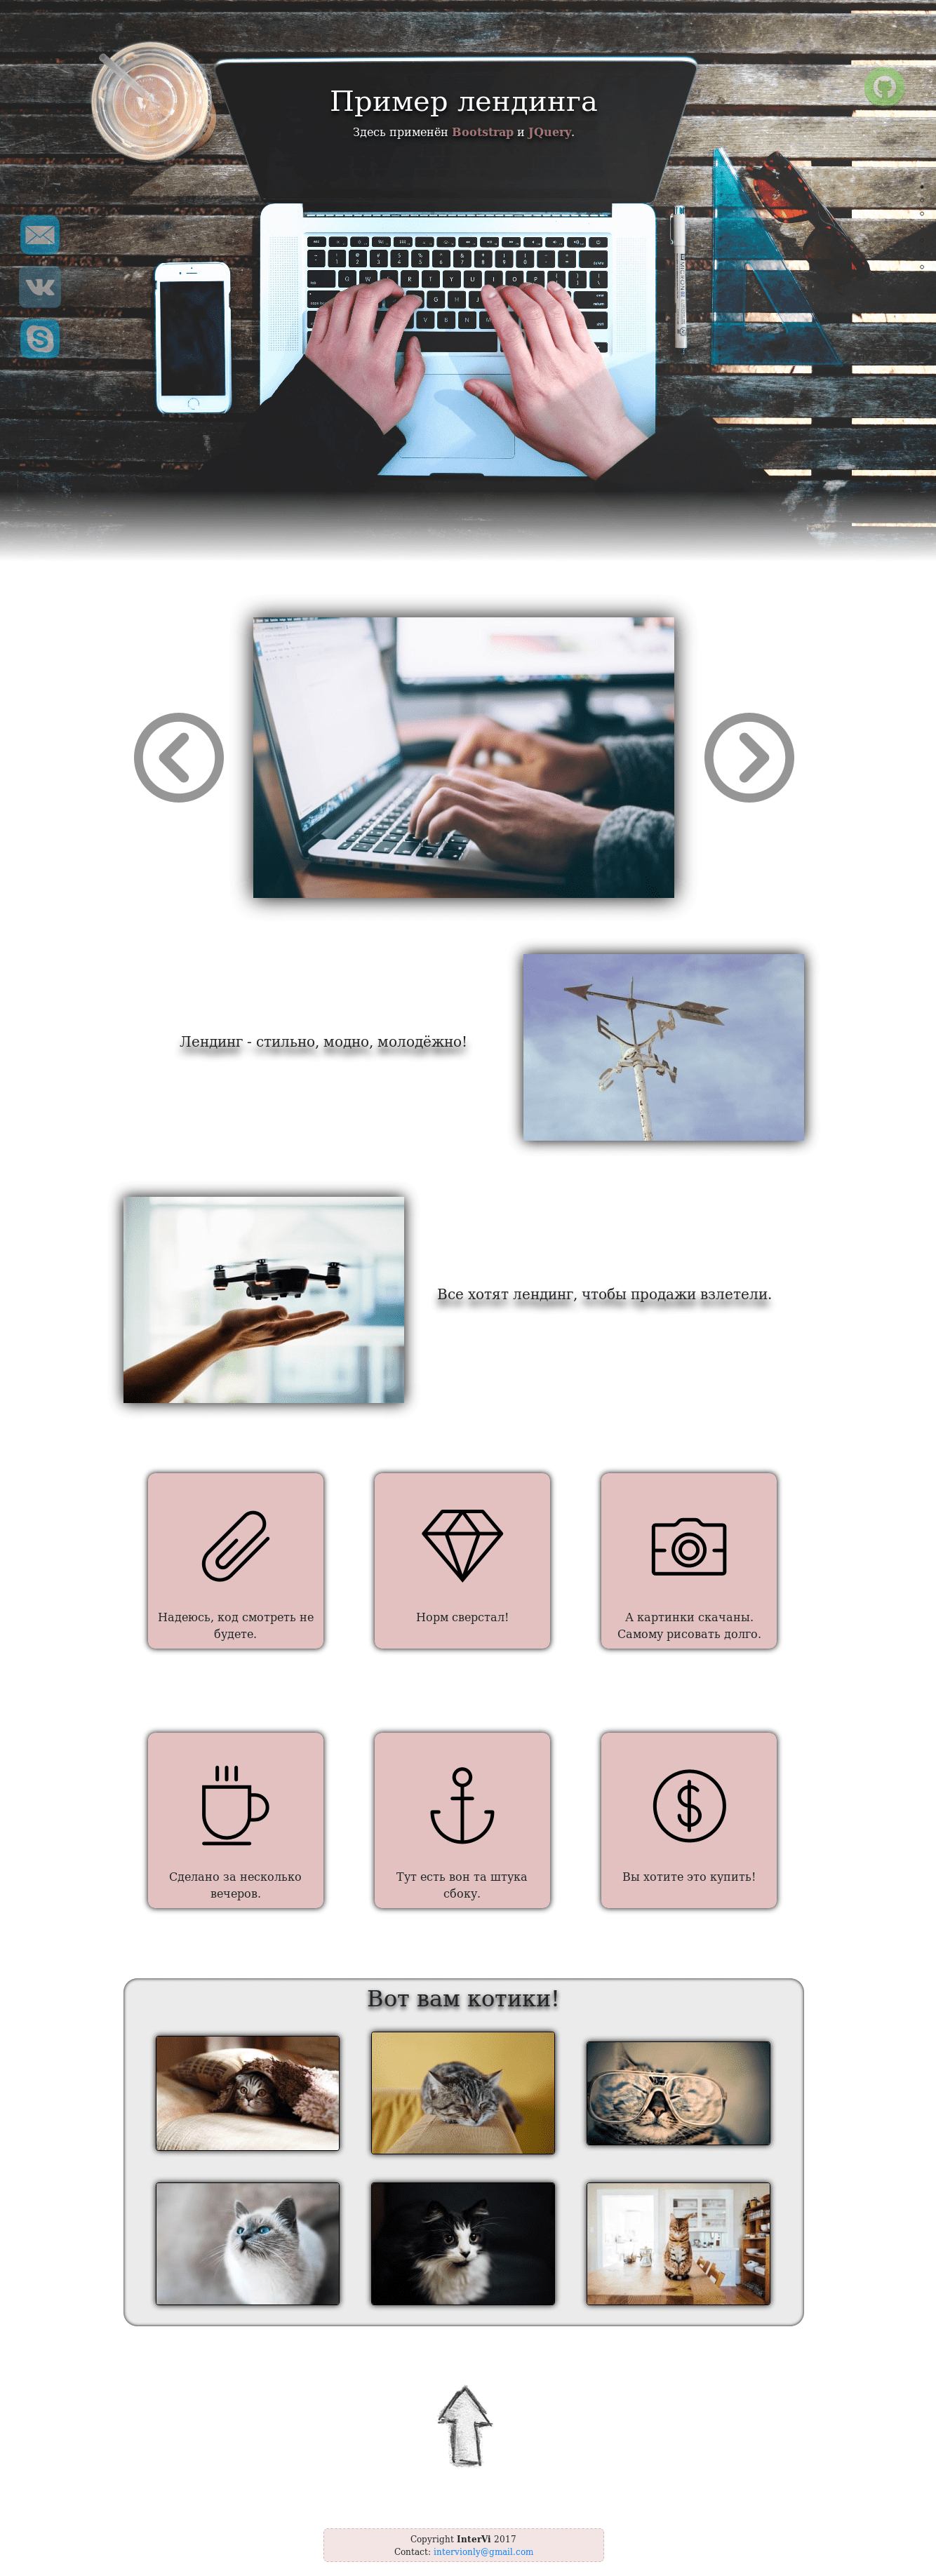 Пример лендинга
Здесь применён Bootstrap и JQuery.
Лендинг - стильно, модно, молодёжно!
Все хотят лендинг, чтобы продажи взлетели.
Надеюсь, код смотреть не
будете.
Норм сверстал!
А картинки скачаны.
Самому рисовать долго.
Сделано за несколько
вечеров.
Тут есть вон та штука
сбоку.
Вы хотите это купить!
Вот вам котики!
Copyright InterVi 2017
Contact: intervionly@gmail.com